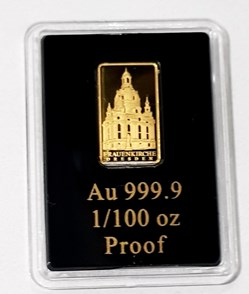 FRAUENKIRCHE
DRESDEN
Au 999.9
1/100 oz
Proof